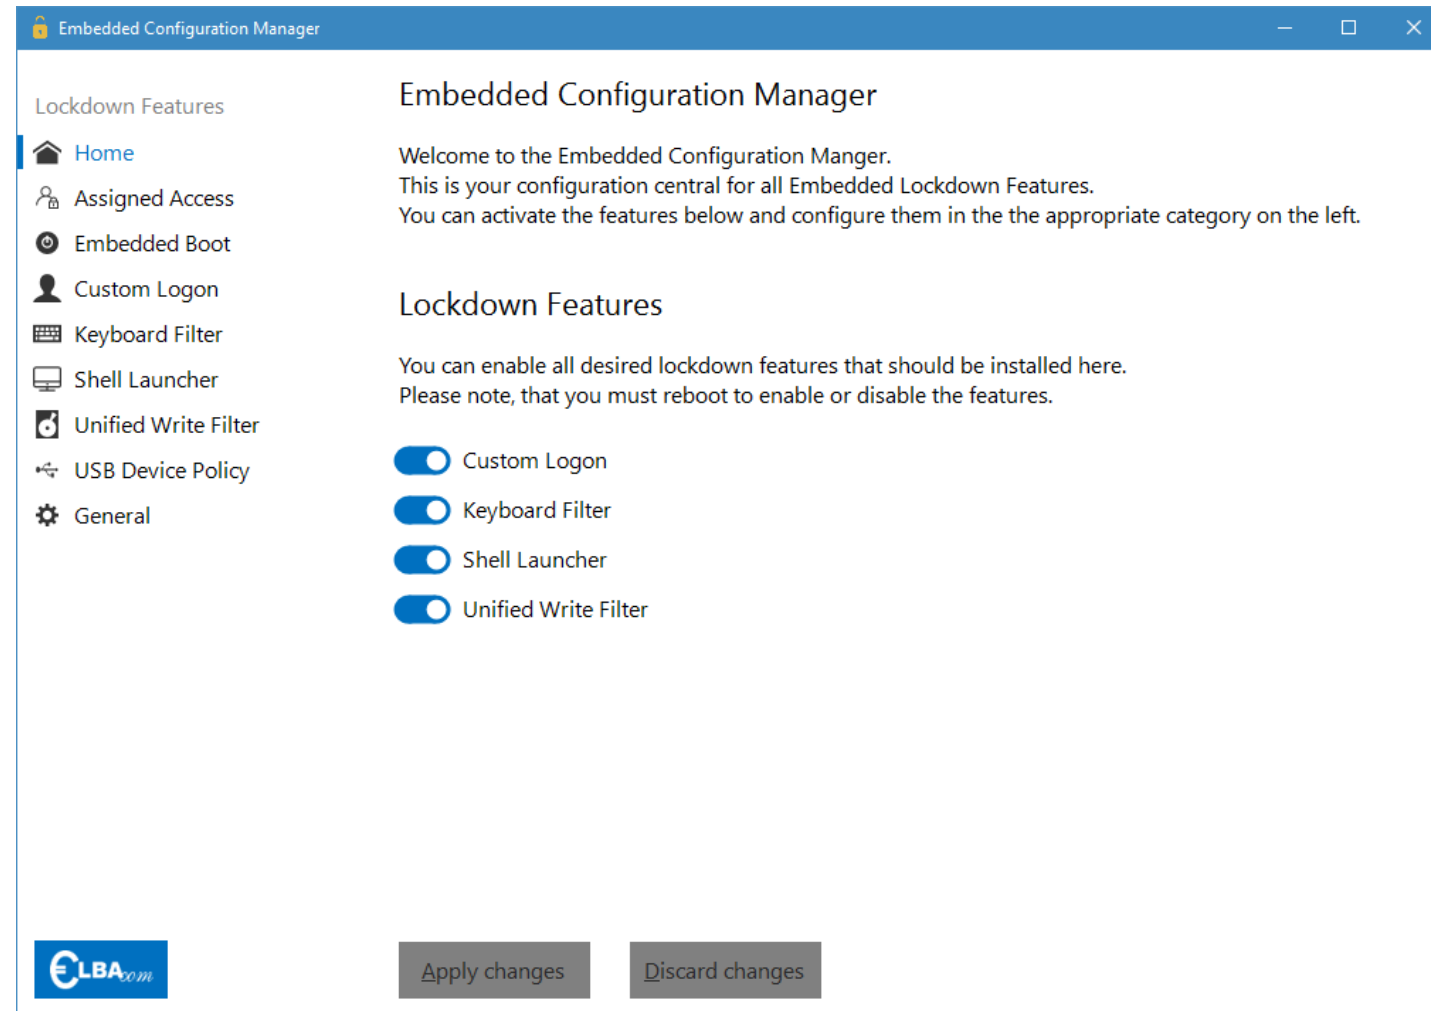 Embedded Configuration Manager
Lockdown Features
Home
Assigned Access
Embedded Boot
Custom Logon
Keyboard Filter
Shell Launcher
Unified Write Filter
USB Device Policy
General
Embedded Configuration Manager
Welcome to the Embedded Configuration Manger.
This is your configuration central for all Embedded Lockdown Features.
You can activate the features below and configure them in the the appropriate category on the left.
Lockdown Features
You can enable all desired lockdown features that should be installed here.
Please note, that you must reboot to enable or disable the features.
Custom Logon
Keyboard Filter
Shell Launcher
Unified Write Filter
€LBAcom
Apply changes
Discard changes